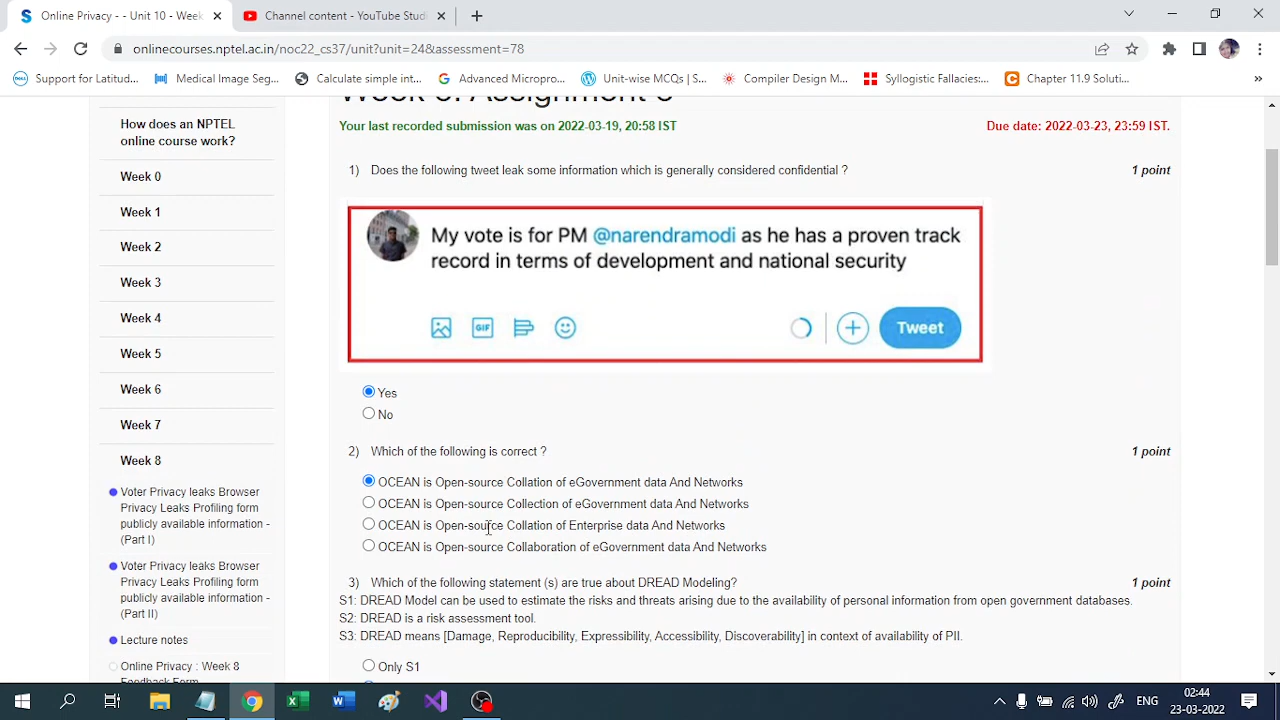 Online Privacy -- Unit 10 - Week
Channel content - YouTube Studi
onlinecourses.nptel.ac.in/noc22_cs37/unit?unit=24&assessment=78
Support for Latitud...
Medical Image Seg...
Calculate simple int...
Advanced Micropro...
Unit-wise MCQs | S...
Compiler Design M...
Syllogistic Fallacies:...
Chapter 11.9 Soluti...
How does an NPTEL
online course work?
Week 0
Week 1
Week 2
Week 3
Week 4
Week 5
Week 6
Week 7
Week 8
Voter Privacy leaks Browser
Privacy Leaks Profiling form
publicly available information -
(Part I)
Voter Privacy leaks Browser
Privacy Leaks Profiling form
publicly available information -
(Part II)
Lecture notes
Online Privacy : Week 8
Feedback Form
Your last recorded submission was on 2022-03-19, 20:58 IST
Due date: 2022-03-23, 23:59 IST.
1) Does the following tweet leak some information which is generally considered confidential ?
1 point
My vote is for PM @narendramodi as he has a proven track
record in terms of development and national security
GIF
Tweet
Yes
No
2) Which of the following is correct ?
1 point
OCEAN is Open-source Collation of eGovernment data And Networks
OCEAN is Open-source Collection of eGovernment data And Networks
OCEAN is Open-source Collation of Enterprise data And Networks
OCEAN is Open-source Collaboration of eGovernment data And Networks
3) Which of the following statement (s) are true about DREAD Modeling?
1 point
S1: DREAD Model can be used to estimate the risks and threats arising due to the availability of personal information from open government databases.
S2: DREAD is a risk assessment tool.
S3: DREAD means [Damage, Reproducibility, Expressibility, Accessibility, Discoverability] in context of availability of PII.
Only S1
ENG
02:44
23-03-2022